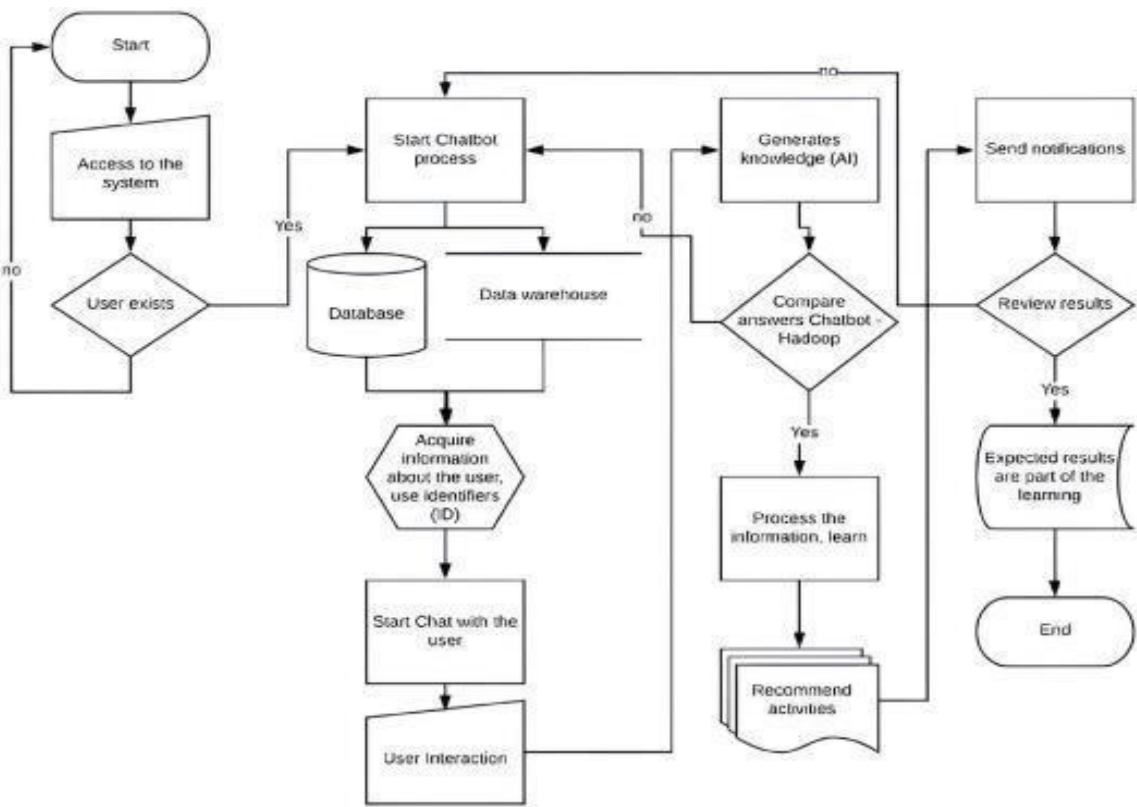 Start
Access to the
system
User exists
no
Yes
Start Chatbot
process
Database
Data warehouse
Acquire
information
about the user,
use identifiers
(ID)
Start Chat with the
user
User Interaction
no
Generates
knowledge (AI)
no
Compare
answers Chatbot -
Hadoop
Yes
Process the
information, learn
Recommend
activities
Send notifications
Review results
Yes
Expected results
are part of the
learning
End